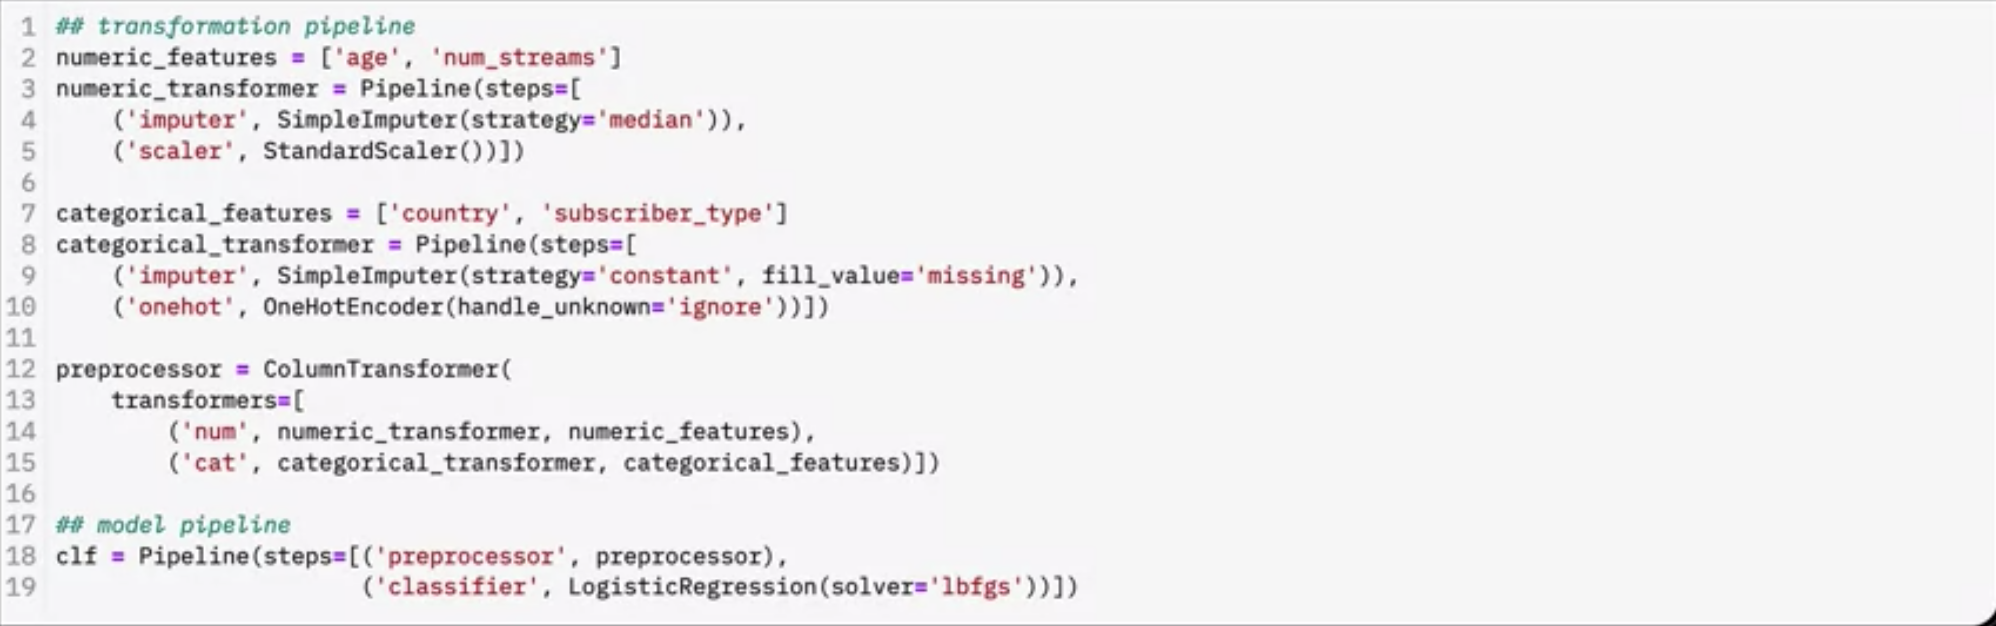 1 ## transformation pipeline
2 numeric_features = ['age', 'num_streams']
3 numeric_transformer = Pipeline(steps=[
4     ('imputer', SimpleImputer(strategy='median')),
5     ('scaler', StandardScaler())])
6
7 categorical_features = ['country', 'subscriber_type']
8 categorical_transformer = Pipeline(steps=[
9     ('imputer', SimpleImputer(strategy='constant', fill_value='missing')),
10     ('onehot', OneHotEncoder(handle_unknown='ignore'))])
11
12 preprocessor = ColumnTransformer(
13     transformers=[
14         ('num', numeric_transformer, numeric_features),
15         ('cat', categorical_transformer, categorical_features)])
16
17 ## model pipeline
18 clf = Pipeline(steps=[('preprocessor', preprocessor),
19                       ('classifier', LogisticRegression(solver='lbfgs'))])